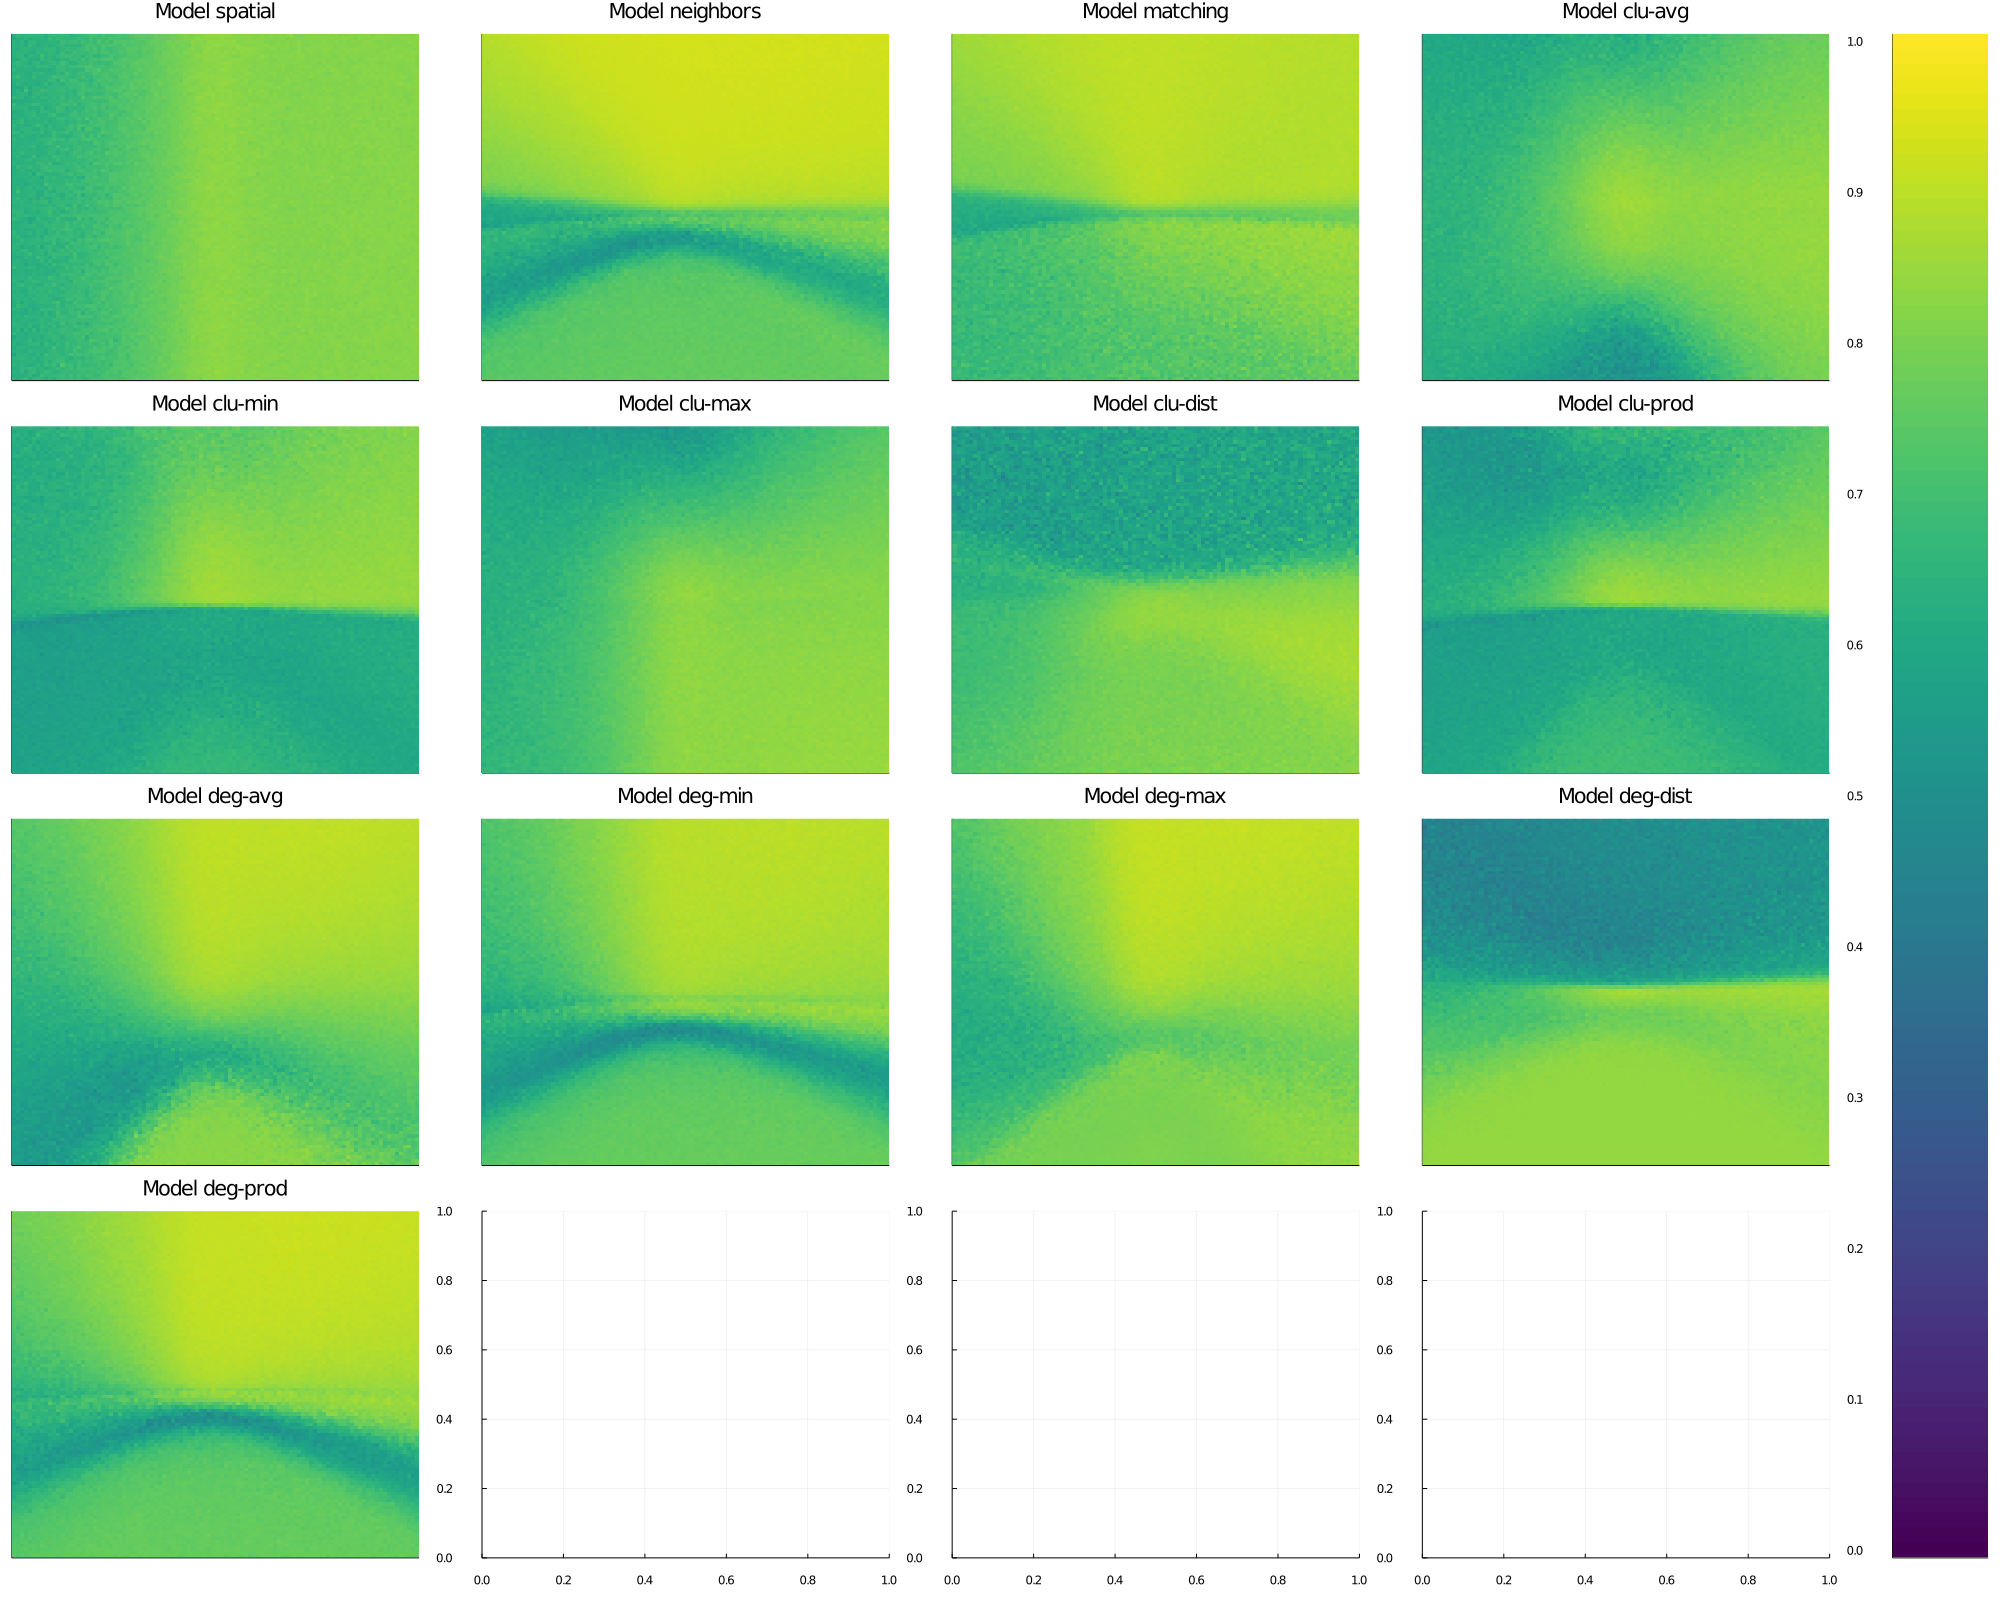 Model spatial
Model neighbors
Model matching
Model clu-avg
1.0
0.9
0.8
Model clu-min
Model clu-max
Model clu-dist
Model clu-prod
0.7
0.6
Model deg-avg
Model deg-min
Model deg-max
Model deg-dist
0.5
0.4
0.3
Model deg-prod
1.0
0.8
0.6
0.4
0.2
0.0
0.0 0.2 0.4 0.6 0.8 1.0
1.0
0.8
0.6
0.4
0.2
0.0
0.0 0.2 0.4 0.6 0.8 1.0
1.0
0.8
0.6
0.4
0.2
0.0
0.0 0.2 0.4 0.6 0.8 1.0
0.2
0.1
0.0